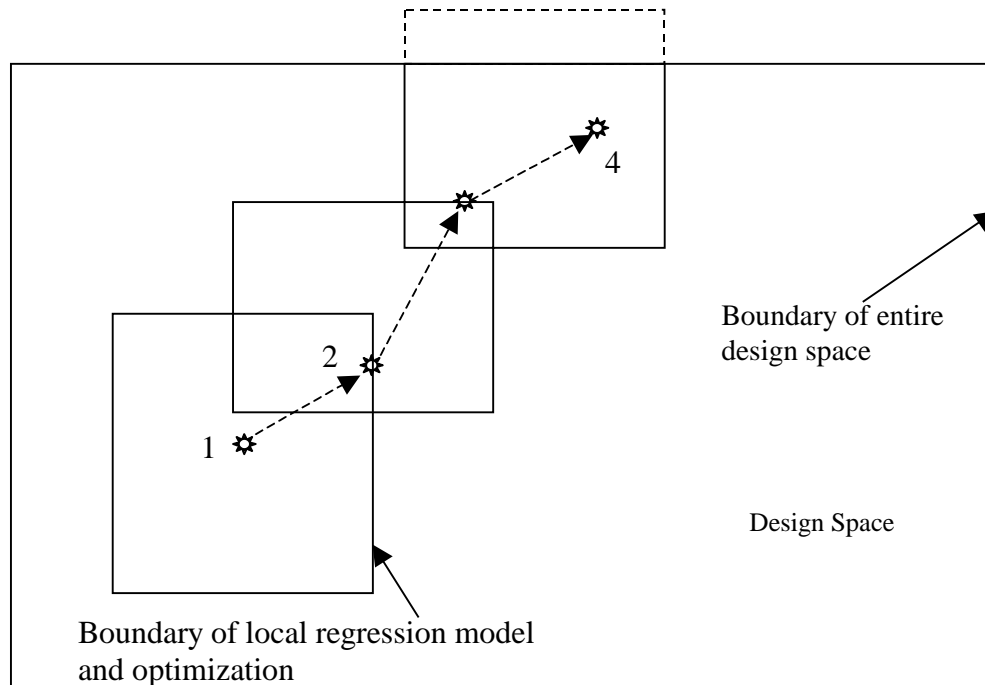 4
Boundary of entire
design space
2
1
Design Space
Boundary of local regression model
and optimization